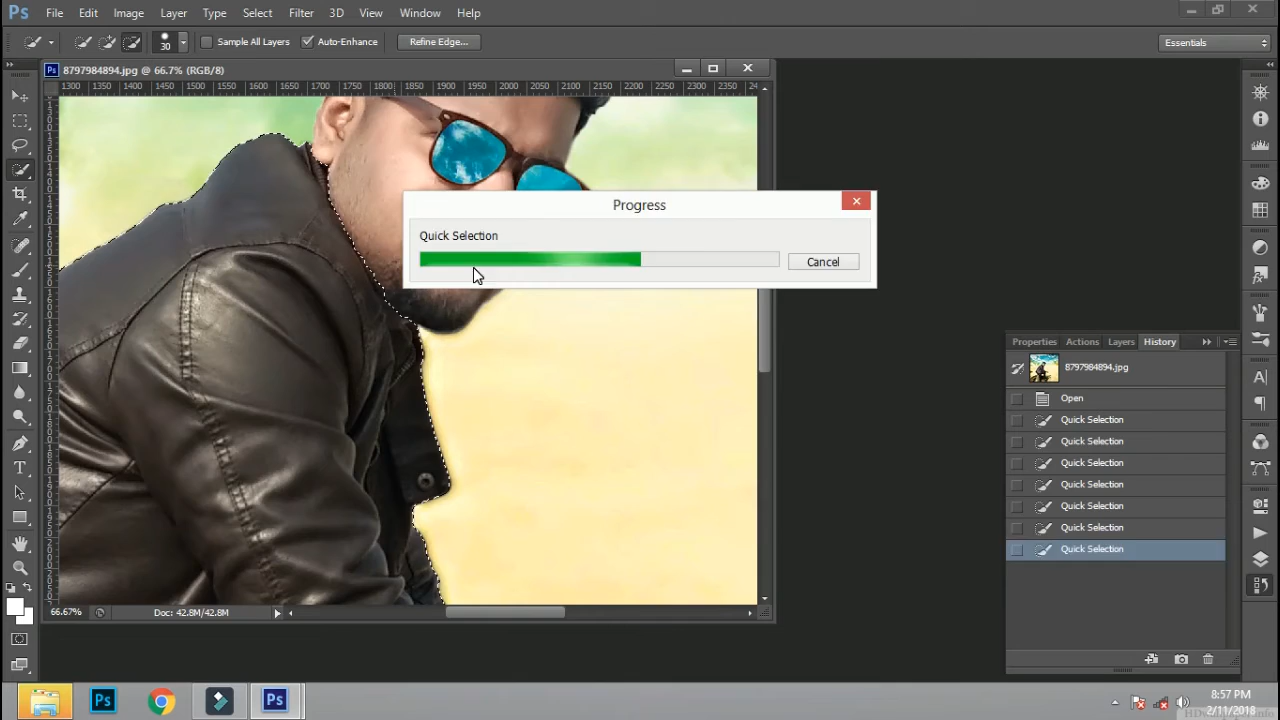 Ps File Edit Image Layer Type Select Filter 3D View Window Help
30 Sample All Layers Auto-Enhance Refine Edge... Essentials
Ps 8797984894.jpg @ 66.7% (RGB/8)
1300 1350 1400 1450 1500 1550 1600 1650 1700 1750 1800 1850 1900 1950 2000 2050 2100 2150 2200 2250 2300 2350
Progress
Quick Selection
Cancel
Properties Actions Layers History
8797984894.jpg
Open
Quick Selection
Quick Selection
Quick Selection
Quick Selection
Quick Selection
Quick Selection
Quick Selection
66.67% Doc: 42.8M/42.8M
Ps Ps
8:57 PM
2/11/2018